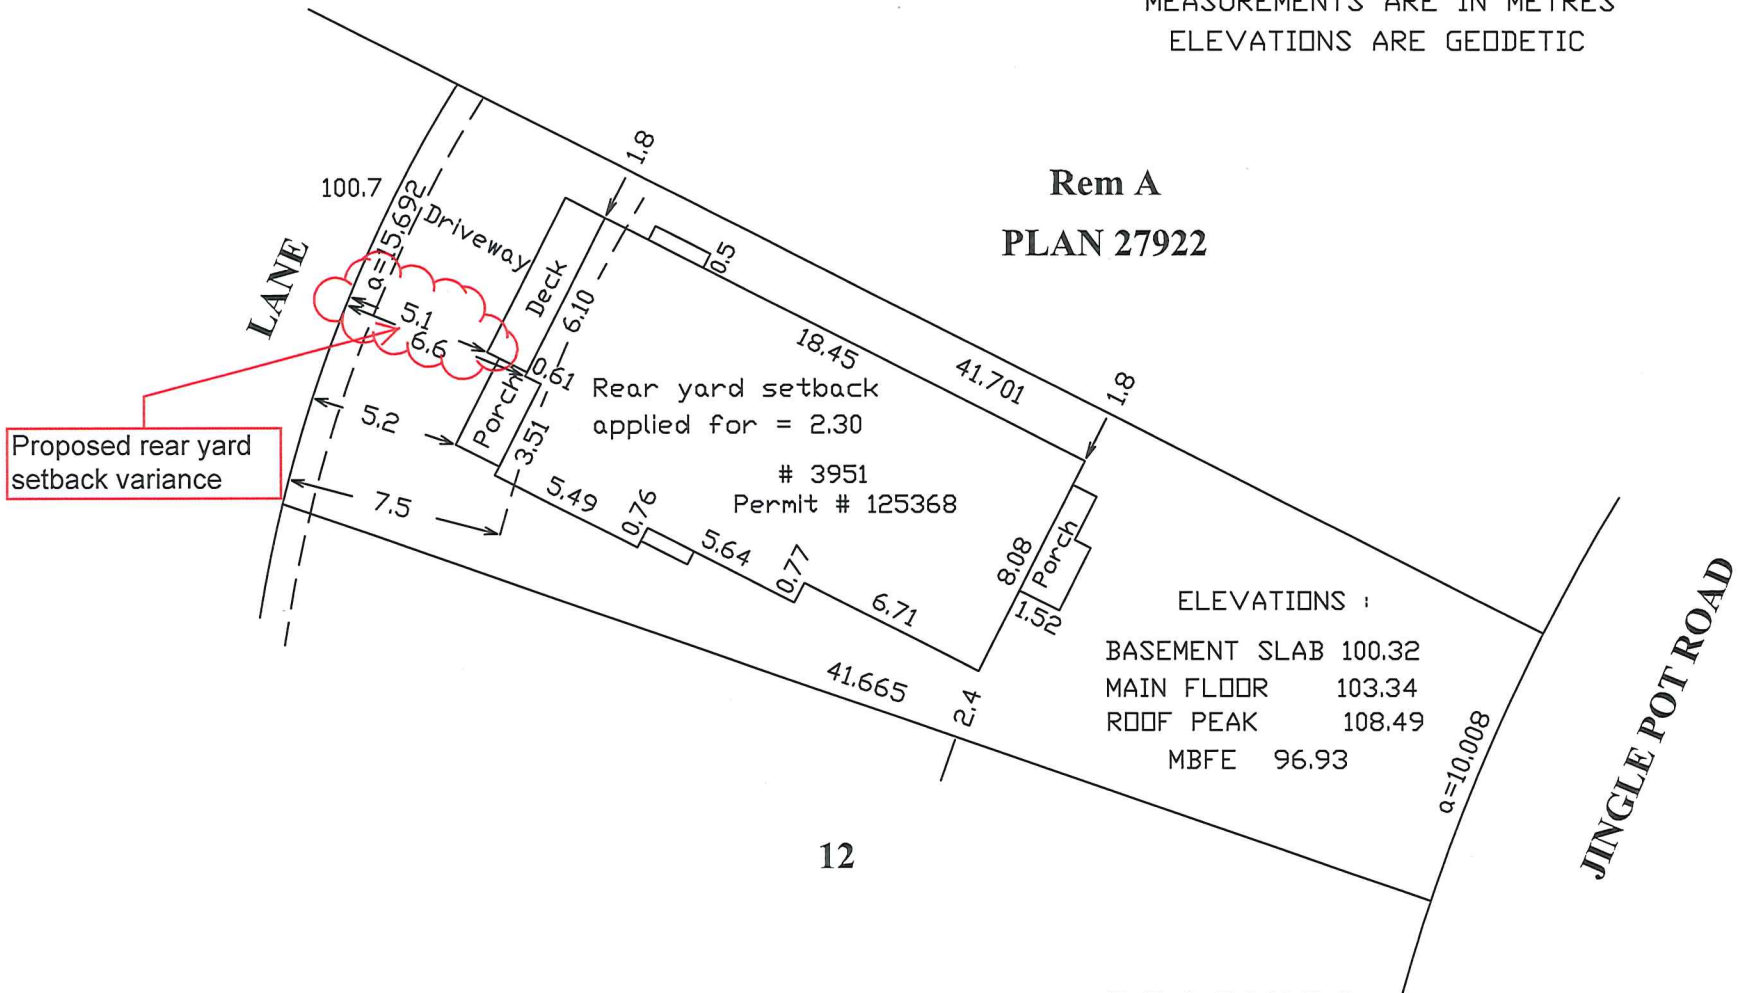 MEASUREMENTS ARE IN METRES
ELEVATIONS ARE GEODETIC
Rem A
PLAN 27922
1.8
100.7
a=15.692
Driveway
LANE
Deck
0.5
6.10
5.1
6.6
18.45
41.701
1.8
0.61
Porch
3.51
5.2
Rear yard setback
applied for = 2.30
# 3951
Permit # 125368
Proposed rear yard
setback variance
7.5
5.49
0.76
5.64
0.77
6.71
8.08
Porch
1.52
41.665
2.4
ELEVATIONS :
BASEMENT SLAB 100.32
MAIN FLOOR 103.34
ROOF PEAK 108.49
MBFE 96.93
a=10.008
JINGLE POT ROAD
12